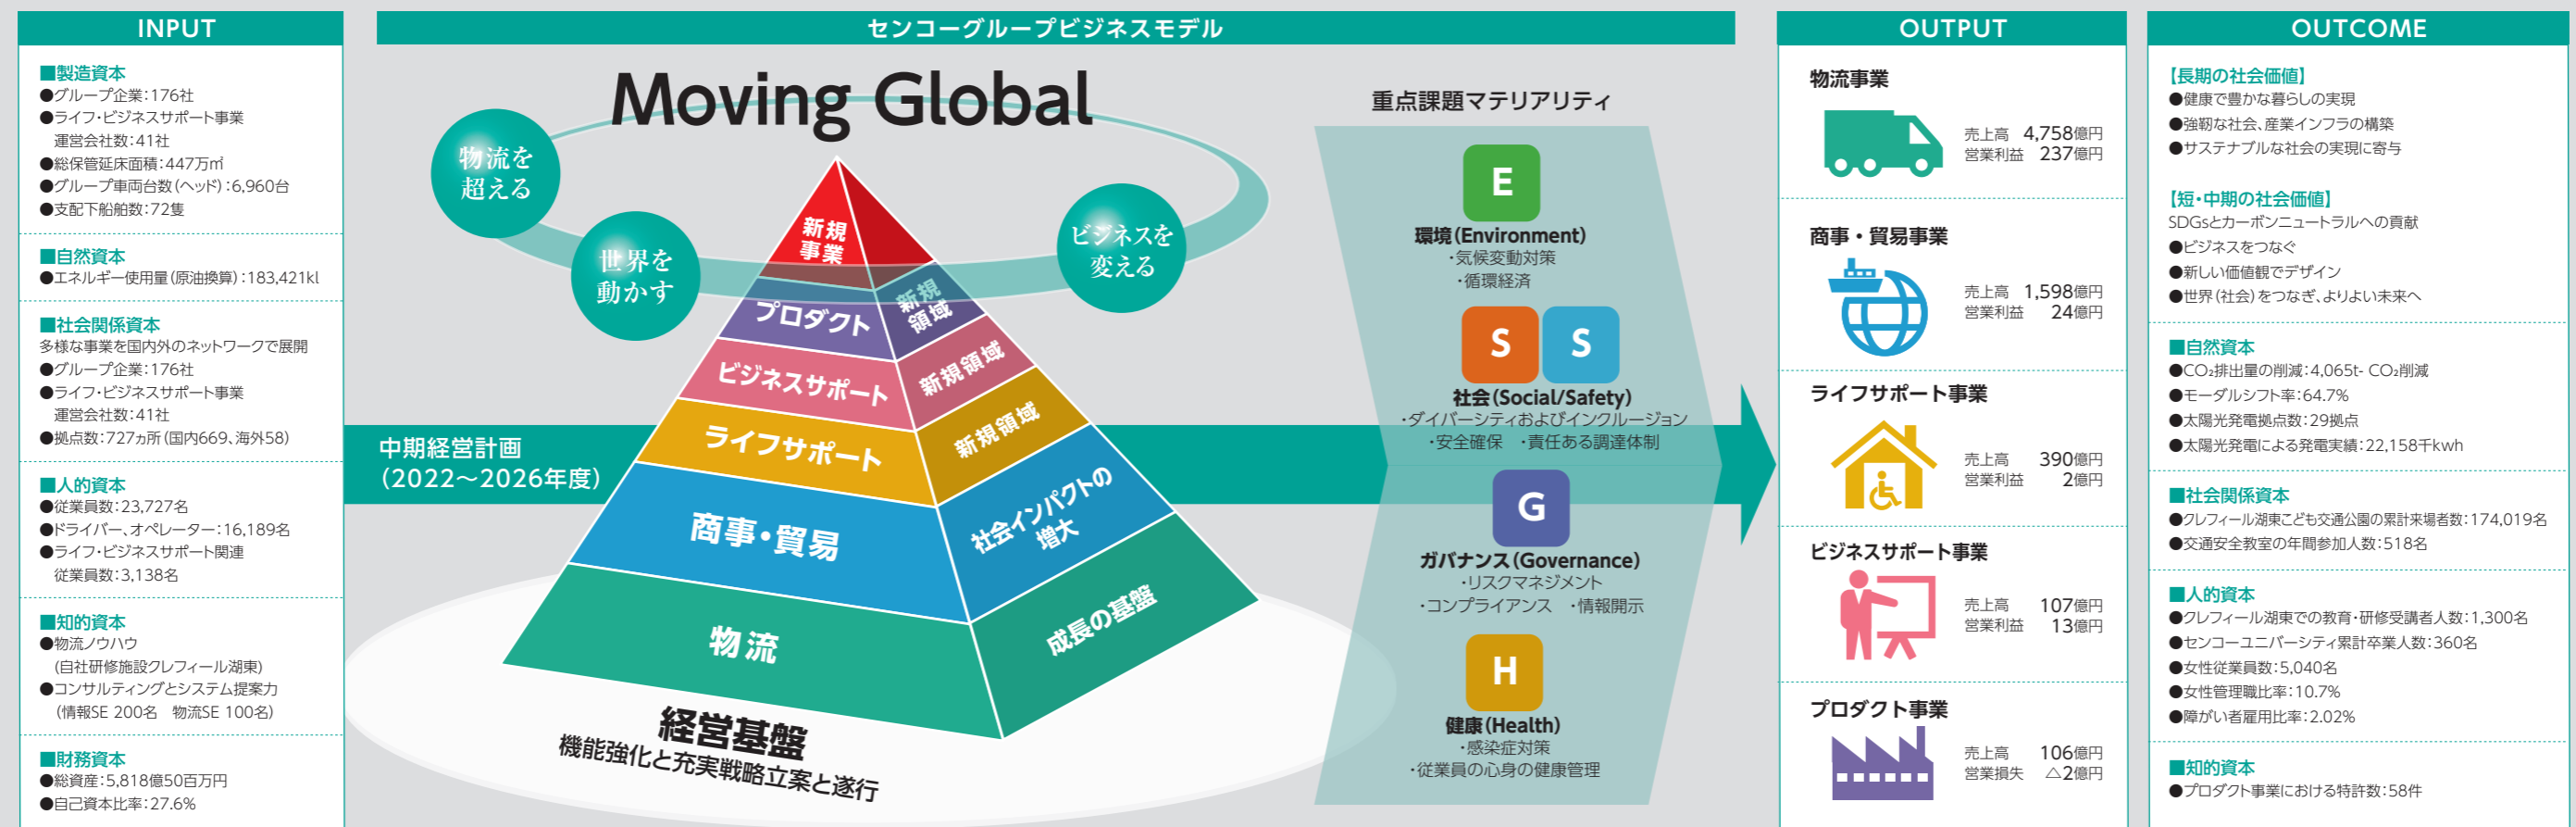 INPUT
■製造資本
●グループ企業：176社
●ライフ・ビジネスサポート事業
運営会社数：41社
●総保管延床面積：447万㎡
●グループ車両台数（ヘッド）：6,960台
●支配下船舶数：72隻
■自然資本
●エネルギー使用量（原油換算）：183,421kl
■社会関係資本
多様な事業を国内外のネットワークで展開
●グループ企業：176社
●ライフ・ビジネスサポート事業
運営会社数：41社
●拠点数：727ヵ所（国内669、海外58）
■人的資本
●従業員数：23,727名
●ドライバー、オペレーター：16,189名
●ライフ・ビジネスサポート関連
従業員数：3,138名
■知的資本
●物流ノウハウ
(自社研修施設クレフィール湖東)
●コンサルティングとシステム提案力
(情報SE 200名　物流SE 100名)
■財務資本
●総資産：5,818億50百万円
●自己資本比率：27.6%
センコーグループビジネスモデル
Moving Global
物流を
超える
世界を
動かす
ビジネスを
変える
中期経営計画
（2022〜2026年度）
新規
事業
プロダクト
新規
領域
ビジネスサポート
新規領域
ライフサポート
新規領域
商事・貿易
社会インパクトの
増大
物流
成長の基盤
経営基盤
機能強化と充実戦略立案と遂行
重点課題マテリアリティ
E
環境（Environment）
・気候変動対策
・循環経済
S S
社会（Social/Safety）
・ダイバーシティおよびインクルージョン
・安全確保　・責任ある調達体制
G
ガバナンス（Governance）
・リスクマネジメント
・コンプライアンス　・情報開示
H
健康（Health）
・感染症対策
・従業員の心身の健康管理
OUTPUT
物流事業
売上高 4,758億円
営業利益 237億円
商事・貿易事業
売上高 1,598億円
営業利益 24億円
ライフサポート事業
売上高 390億円
営業利益 2億円
ビジネスサポート事業
売上高 107億円
営業利益 13億円
プロダクト事業
売上高 106億円
営業損失 △2億円
OUTCOME
【長期の社会価値】
●健康で豊かな暮らしの実現
●強靭な社会、産業インフラの構築
●サステナブルな社会の実現に寄与
【短・中期の社会価値】
SDGsとカーボンニュートラルへの貢献
●ビジネスをつなぐ
●新しい価値観でデザイン
●世界（社会）をつなぎ、よりよい未来へ
■自然資本
●CO₂排出量の削減：4,065t- CO₂削減
●モーダルシフト率：64.7%
●太陽光発電拠点数：29拠点
●太陽光発電による発電実績：22,158千kwh
■社会関係資本
●クレフィール湖東こども交通公園の累計来場者数：174,019名
●交通安全教室の年間参加人数：518名
■人的資本
●クレフィール湖東での教育・研修受講者人数：1,300名
●センコーユニバーシティ累計卒業人数：360名
●女性従業員数：5,040名
●女性管理職比率：10.7%
●障がい者雇用比率：2.02%
■知的資本
●プロダクト事業における特許数：58件